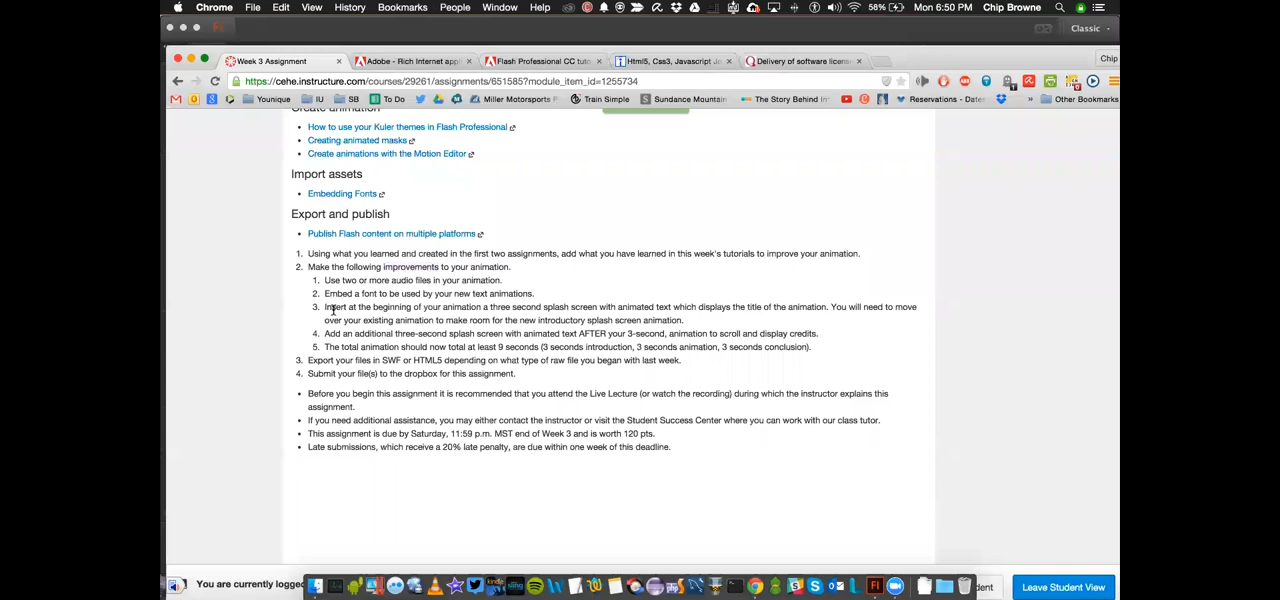 Chrome File Edit View History Bookmarks People Window Help 58% Mon 6:50 PM Chip Browne
Classic
Week 3 Assignment × Adobe - Rich Internet appl × Flash Professional CC tuto × Html5, Css3, Javascript Je × Delivery of software licens × Chip
https://cehe.instructure.com/courses/29261/assignments/651585?module_item_id=1255734
Younique IU SB To Do Miller Motorsports P Train Simple Sundance Mountain The Story Behind In Reservations - Dates » Other Bookmarks
Create animation
• How to use your Kuler themes in Flash Professional
• Creating animated masks
• Create animations with the Motion Editor
Import assets
• Embedding Fonts
Export and publish
• Publish Flash content on multiple platforms
1. Using what you learned and created in the first two assignments, add what you have learned in this week's tutorials to improve your animation.
2. Make the following improvements to your animation.
1. Use two or more audio files in your animation.
2. Embed a font to be used by your new text animations.
3. Insert at the beginning of your animation a three second splash screen with animated text which displays the title of the animation. You will need to move
over your existing animation to make room for the new introductory splash screen animation.
4. Add an additional three-second splash screen with animated text AFTER your 3-second, animation to scroll and display credits.
5. The total animation should now total at least 9 seconds (3 seconds introduction, 3 seconds animation, 3 seconds conclusion).
3. Export your files in SWF or HTML5 depending on what type of raw file you began with last week.
4. Submit your file(s) to the dropbox for this assignment.
• Before you begin this assignment it is recommended that you attend the Live Lecture (or watch the recording) during which the instructor explains this
assignment.
• If you need additional assistance, you may either contact the instructor or visit the Student Success Center where you can work with our class tutor.
• This assignment is due by Saturday, 11:59 p.m. MST end of Week 3 and is worth 120 pts.
• Late submissions, which receive a 20% late penalty, are due within one week of this deadline.
You are currently logged dent Leave Student View